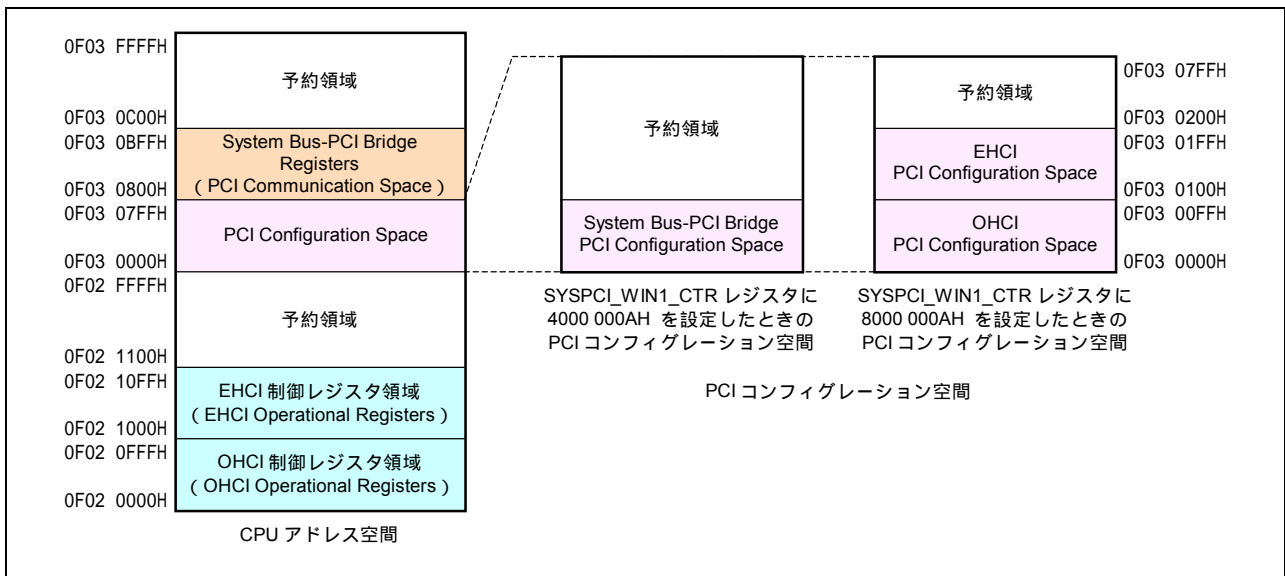 0F03 FFFFH
予約領域
0F03 0C00H
0F03 0BFFH
System Bus-PCI Bridge
Registers
( PCI Communication Space )
0F03 0800H
0F03 07FFH
PCI Configuration Space
0F03 0000H
0F02 FFFFH
予約領域
0F02 1100H
0F02 10FFH
EHCI 制御レジスタ領域
( EHCI Operational Registers )
0F02 1000H
0F02 0FFFH
OHCI 制御レジスタ領域
( OHCI Operational Registers )
0F02 0000H
CPU アドレス空間
予約領域
System Bus-PCI Bridge
PCI Configuration Space
SYSPCI_WIN1_CTR レジスタに
4000 000AH を設定したときの
PCI コンフィグレーション空間
予約領域
0F03 07FFH
0F03 0200H
0F03 01FFH
EHCI
PCI Configuration Space
0F03 0100H
0F03 00FFH
OHCI
PCI Configuration Space
0F03 0000H
SYSPCI_WIN1_CTR レジスタに
8000 000AH を設定したときの
PCI コンフィグレーション空間
PCI コンフィグレーション空間